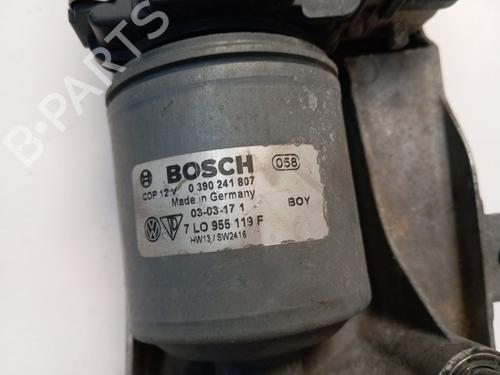 B-PARTS
BOSCH
058
CDP 12 V 0 390 241 807
Made in Germany
03-03-17 1
BOY
7 L0 955 119 F
HW13 / SW2416